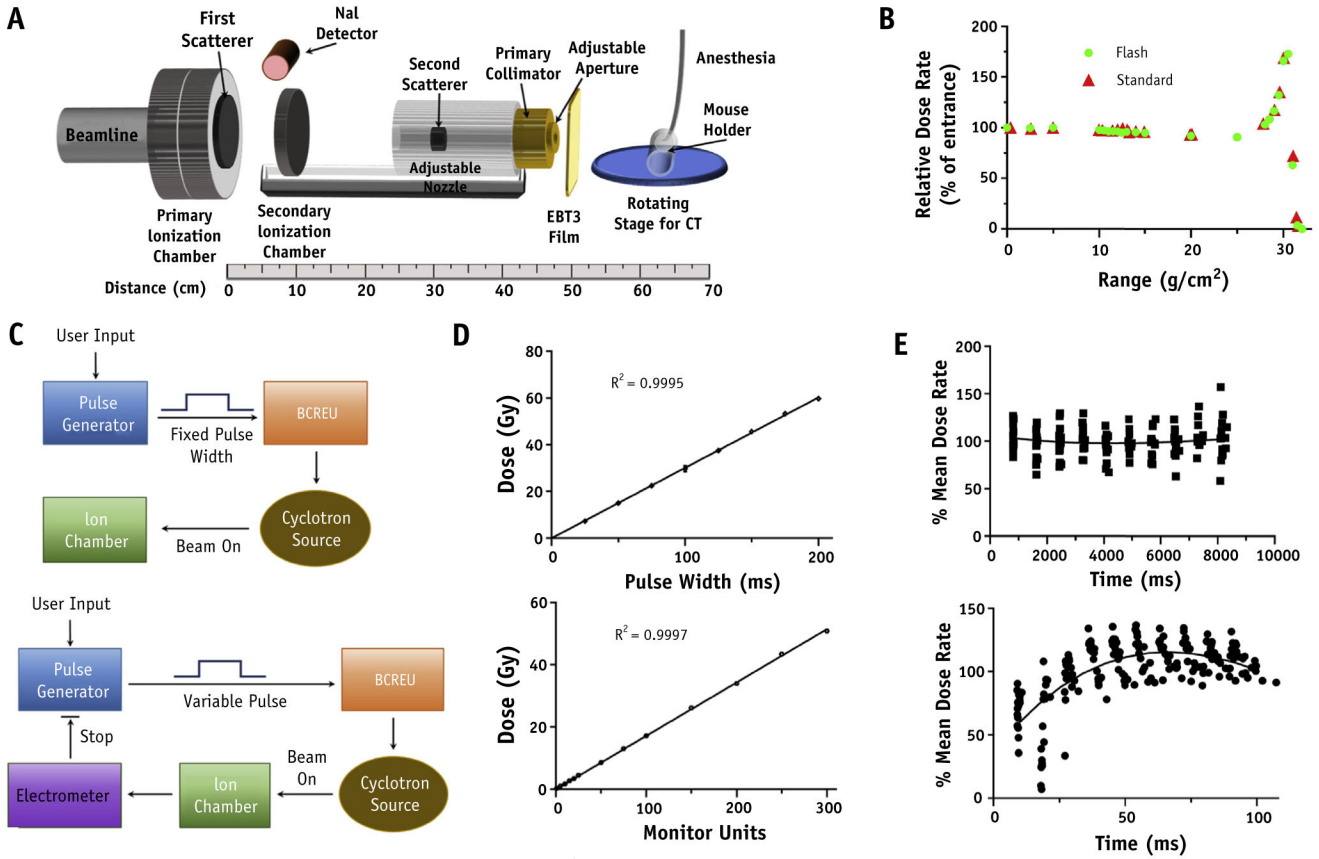 A
First
Scatterer
NaI
Detector
Second
Scatterer
Primary
Collimator
Adjustable
Aperture
Anesthesia
Mouse
Holder
Beamline
Adjustable
Nozzle
Primary
Ionization
Chamber
Secondary
Ionization
Chamber
EBT3
Film
Rotating
Stage for CT
Distance (cm)
0 10 20 30 40 50 60 70
B
Relative Dose Rate
(% of entrance)
200
150
100
50
0
Flash
Standard
0 10 20 30
Range (g/cm2)
C
User Input
Pulse
Generator
Fixed Pulse
Width
BCREU
Ion
Chamber
Beam On
Cyclotron
Source
User Input
Pulse
Generator
Variable Pulse
BCREU
Stop
Electrometer
Ion
Chamber
Beam
On
Cyclotron
Source
D
Dose (Gy)
80
60
40
20
0
R2 = 0.9995
0 100 200
Pulse Width (ms)
Dose (Gy)
60
40
20
0
R2 = 0.9997
0 100 200 300
Monitor Units
E
% Mean Dose Rate
200
150
100
50
0
0 2000 4000 6000 8000 10000
Time (ms)
% Mean Dose Rate
150
100
50
0
0 50 100
Time (ms)